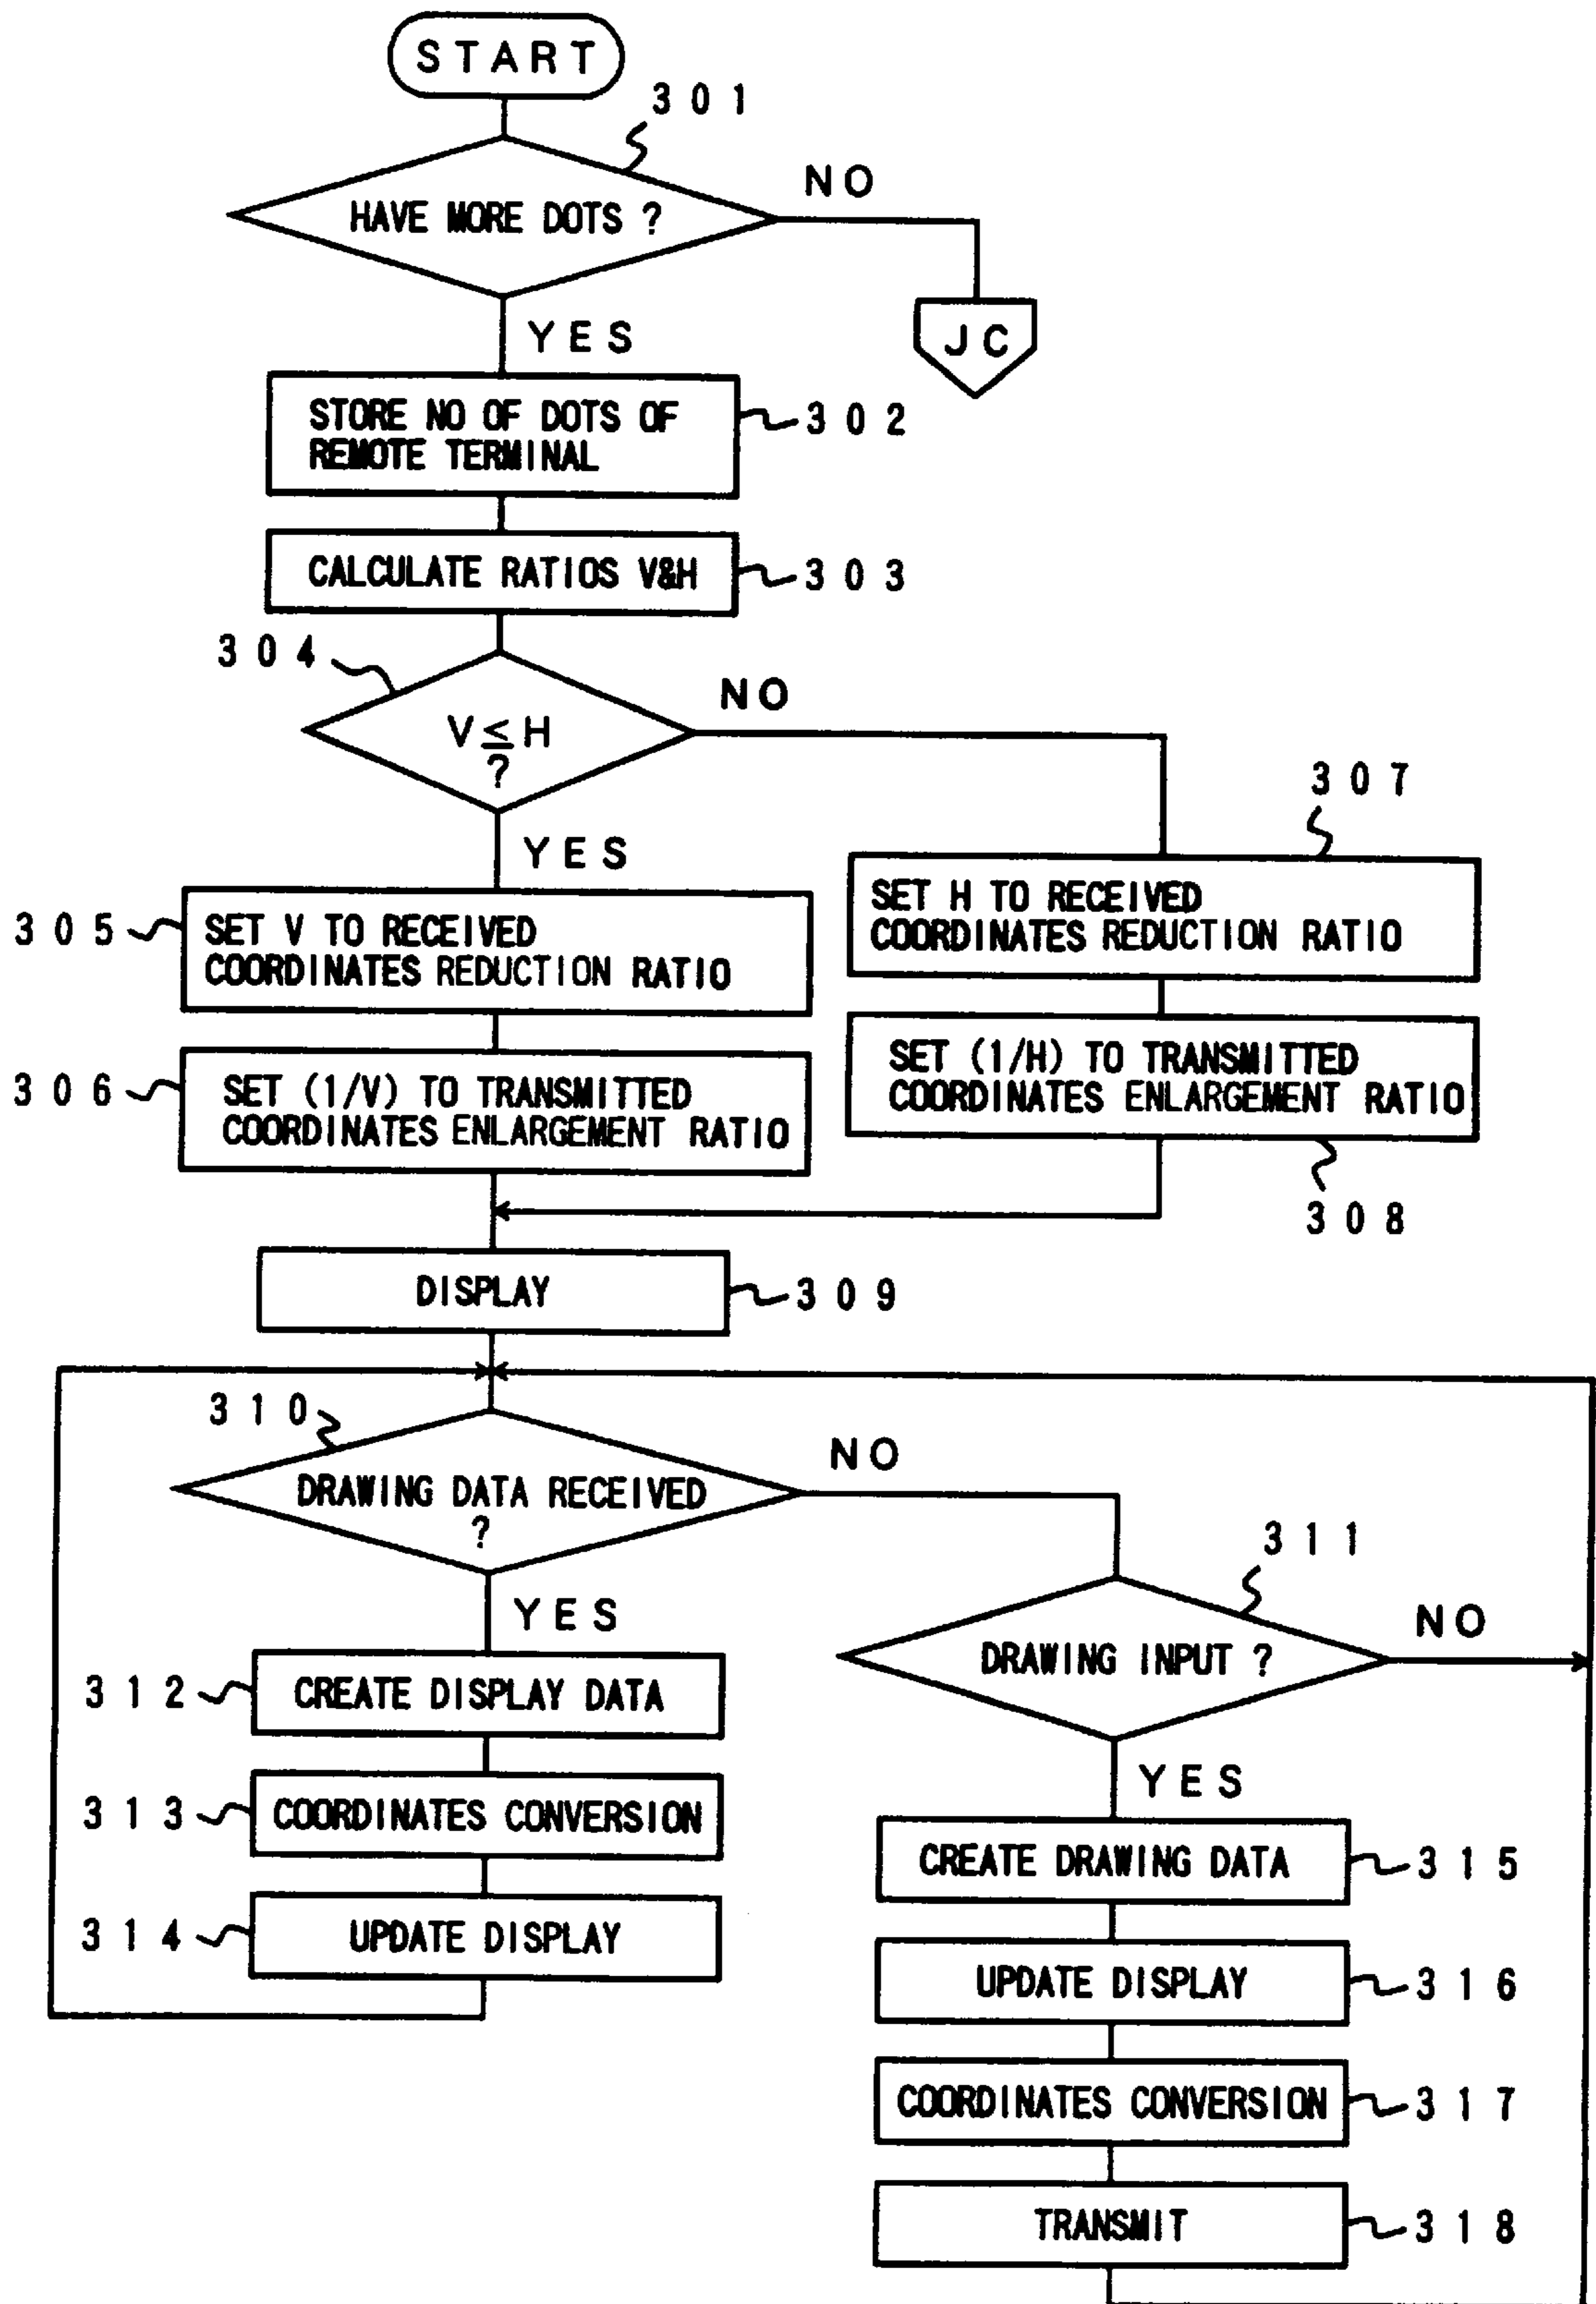 START
301
HAVE MORE DOTS ?
NO
JC
YES
STORE NO OF DOTS OF
REMOTE TERMINAL
302
CALCULATE RATIOS V&H
303
304
V ≤ H
?
NO
YES
307
305
SET V TO RECEIVED
COORDINATES REDUCTION RATIO
SET H TO RECEIVED
COORDINATES REDUCTION RATIO
306
SET (1/V) TO TRANSMITTED
COORDINATES ENLARGEMENT RATIO
SET (1/H) TO TRANSMITTED
COORDINATES ENLARGEMENT RATIO
308
DISPLAY
309
310
DRAWING DATA RECEIVED
?
NO
YES
311
DRAWING INPUT ?
NO
YES
312
CREATE DISPLAY DATA
313
COORDINATES CONVERSION
314
UPDATE DISPLAY
CREATE DRAWING DATA
315
UPDATE DISPLAY
316
COORDINATES CONVERSION
317
TRANSMIT
318